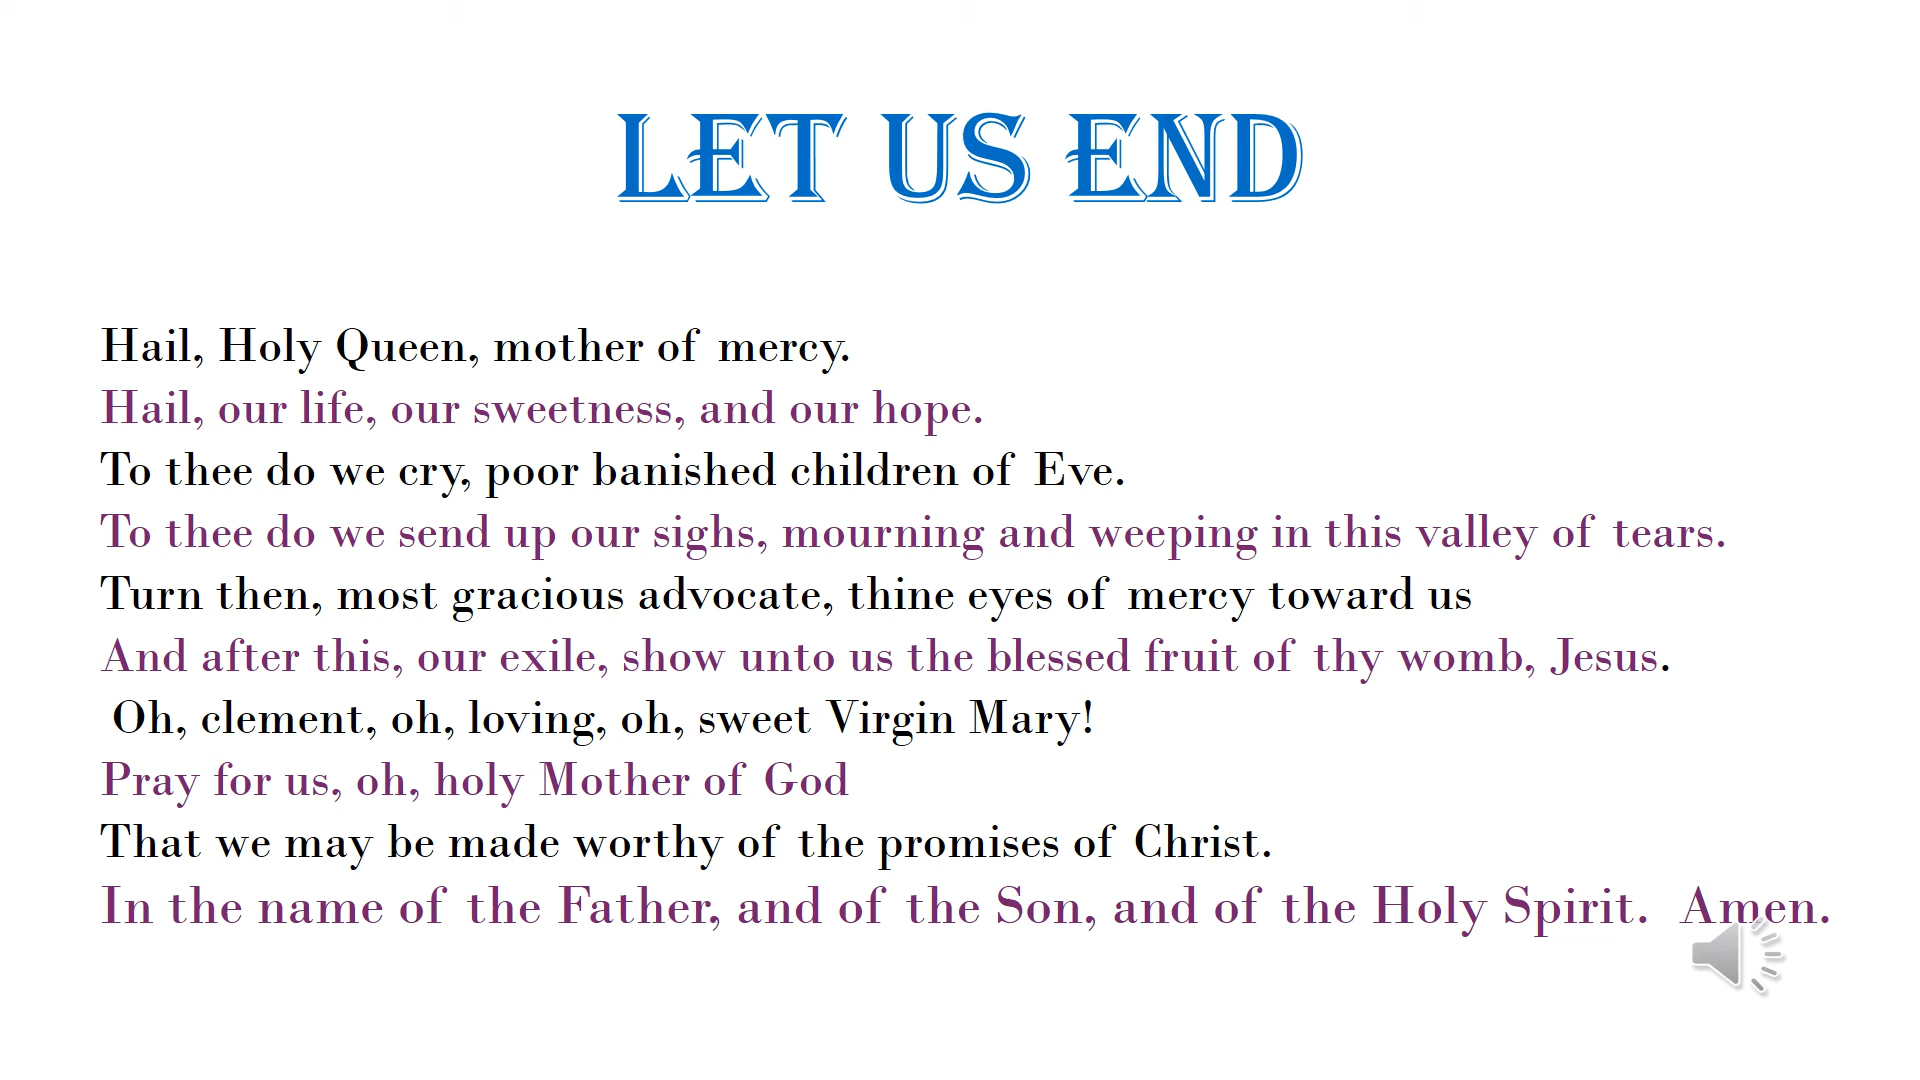 LET US END
Hail, Holy Queen, mother of mercy.
Hail, our life, our sweetness, and our hope.
To thee do we cry, poor banished children of Eve.
To thee do we send up our sighs, mourning and weeping in this valley of tears.
Turn then, most gracious advocate, thine eyes of mercy toward us
And after this, our exile, show unto us the blessed fruit of thy womb, Jesus.
Oh, clement, oh, loving, oh, sweet Virgin Mary!
Pray for us, oh, holy Mother of God
That we may be made worthy of the promises of Christ.
In the name of the Father, and of the Son, and of the Holy Spirit. Amen.